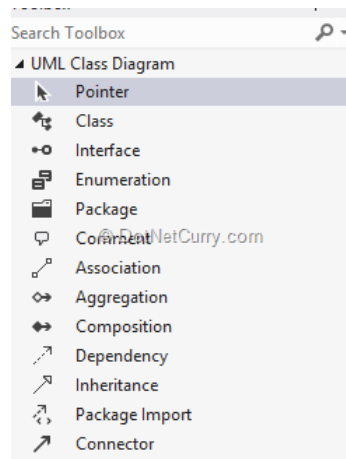 Search Toolbox
UML Class Diagram
Pointer
Class
Interface
Enumeration
Package
Comment
© DotNetCurry.com
Association
Aggregation
Composition
Dependency
Inheritance
Package Import
Connector